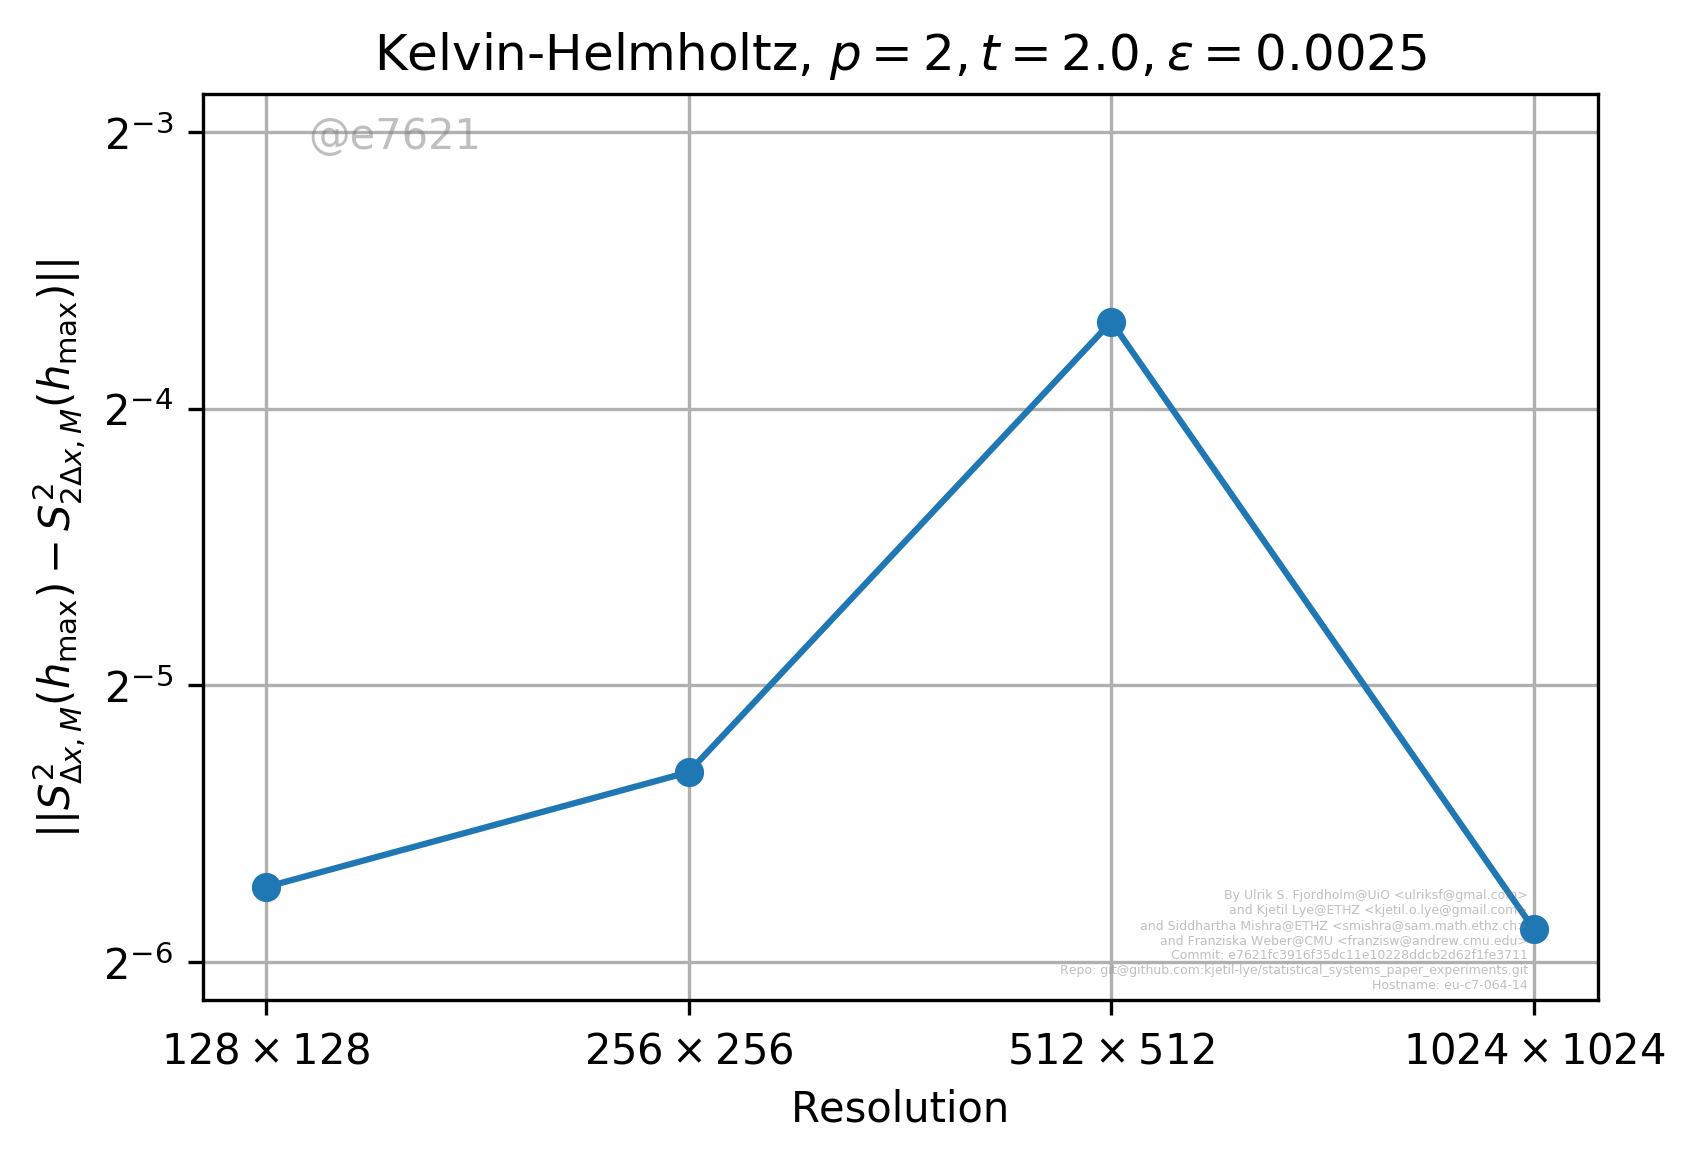 Kelvin-Helmholtz, p = 2, t = 2.0, ε = 0.0025
@e7621
2⁻³
2⁻⁴
2⁻⁵
2⁻⁶
||S²_{Δx,M}(h_max) − S²_{2Δx,M}(h_max)||
By Ulrik S. Fjordholm@UiO <ulriksf@gmal.com>
and Kjetil Lye@ETHZ <kjetil.o.lye@gmail.com>
and Siddhartha Mishra@ETHZ <smishra@sam.math.ethz.ch>
and Franziska Weber@CMU <franzisw@andrew.cmu.edu>
Commit: e7621fc3916f35dc11e10228ddcb2d62f1fe3711
Repo: git@github.com:kjetil-lye/statistical_systems_paper_experiments.git
Hostname: eu-c7-064-14
128 × 128
256 × 256
512 × 512
1024 × 1024
Resolution